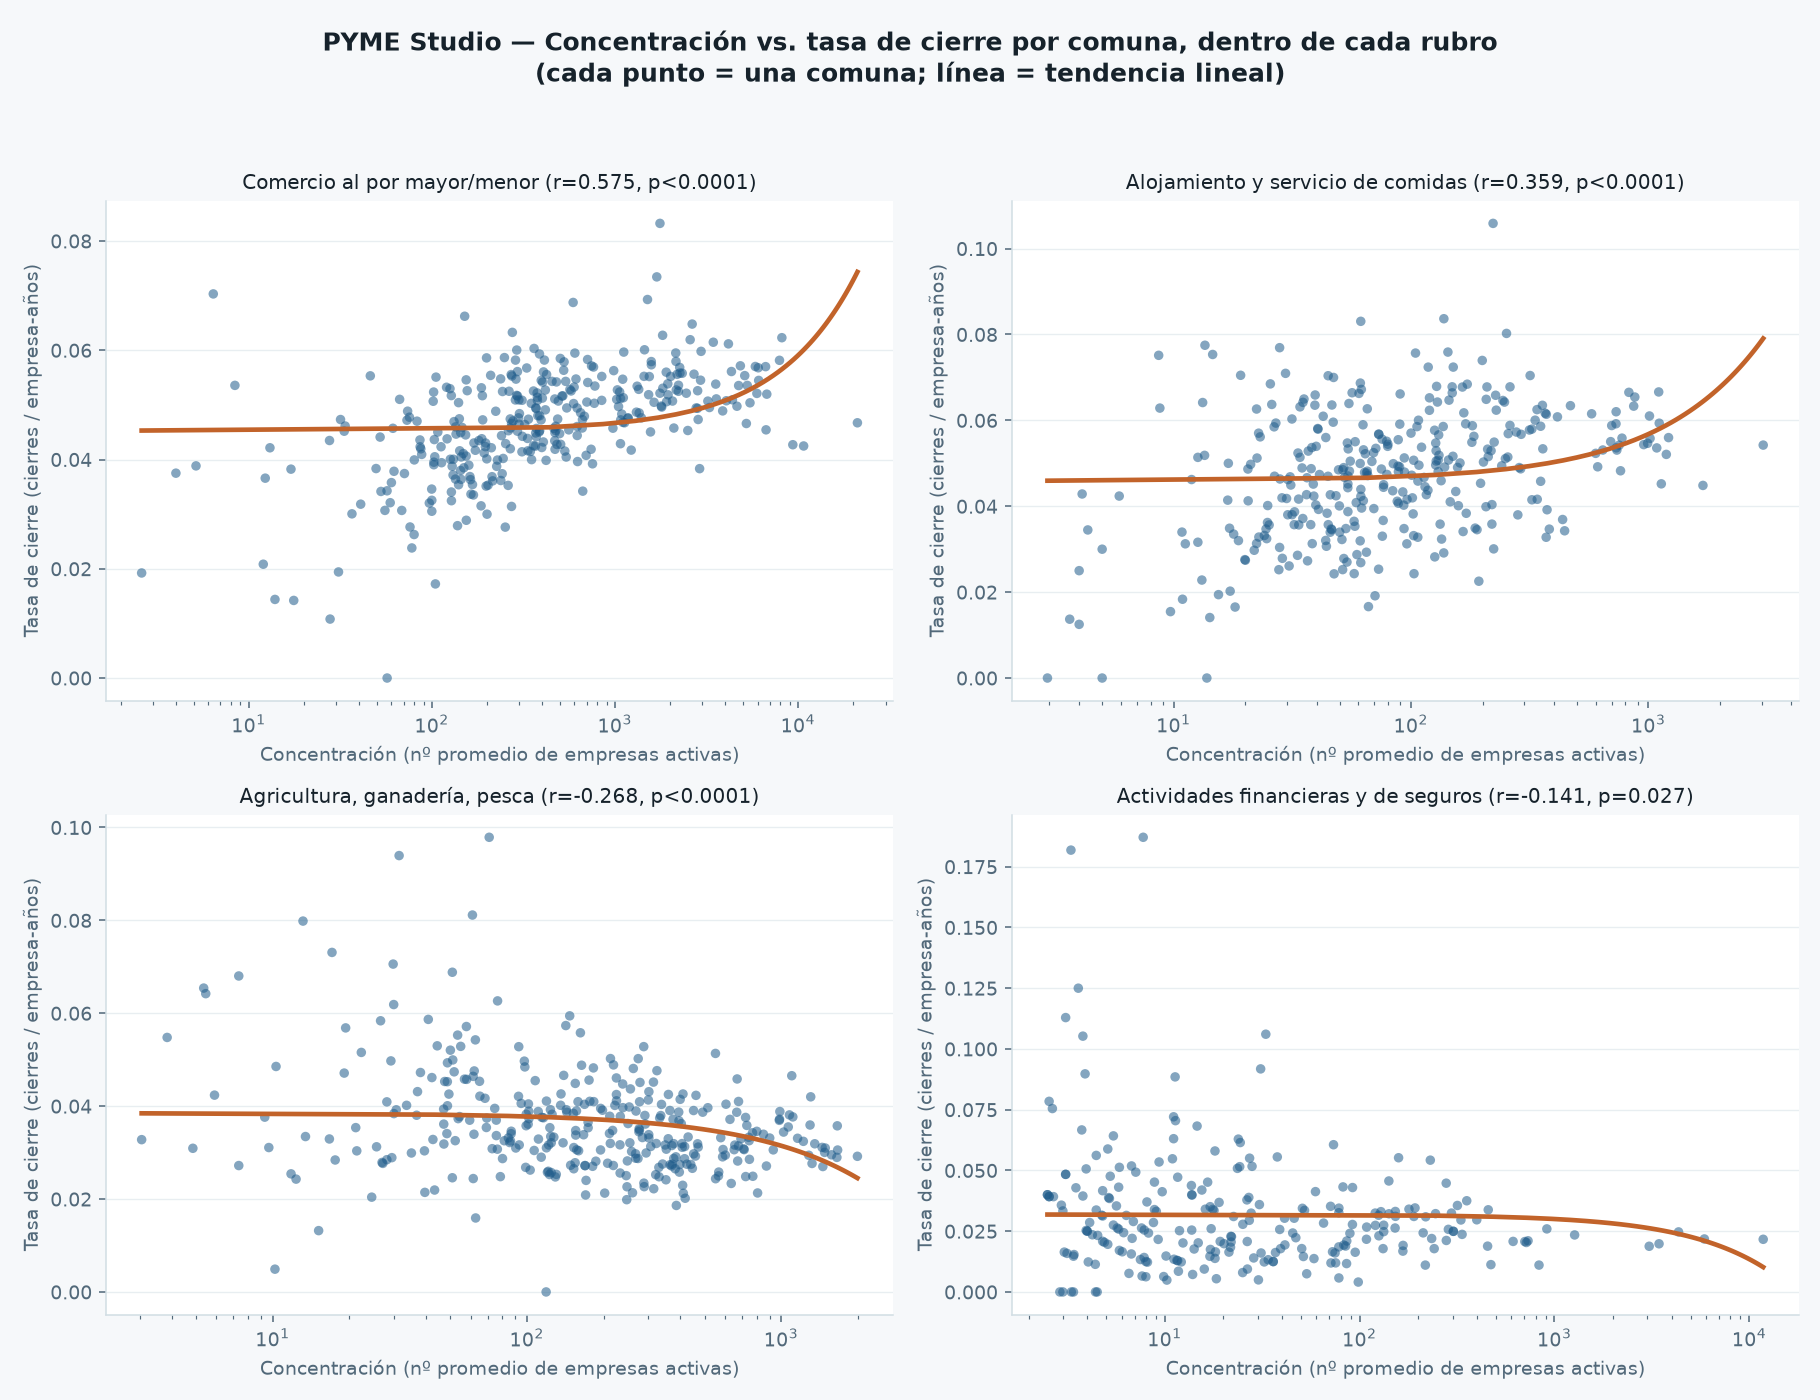 PYME Studio — Concentración vs. tasa de cierre por comuna, dentro de cada rubro
(cada punto = una comuna; línea = tendencia lineal)
Comercio al por mayor/menor (r=0.575, p<0.0001)
Tasa de cierre (cierres / empresa-años)
0.08
0.06
0.04
0.02
0.00
10¹
10²
10³
10⁴
Concentración (nº promedio de empresas activas)
Alojamiento y servicio de comidas (r=0.359, p<0.0001)
Tasa de cierre (cierres / empresa-años)
0.10
0.08
0.06
0.04
0.02
0.00
10¹
10²
10³
Concentración (nº promedio de empresas activas)
Agricultura, ganadería, pesca (r=-0.268, p<0.0001)
Tasa de cierre (cierres / empresa-años)
0.10
0.08
0.06
0.04
0.02
0.00
10¹
10²
10³
Concentración (nº promedio de empresas activas)
Actividades financieras y de seguros (r=-0.141, p=0.027)
Tasa de cierre (cierres / empresa-años)
0.175
0.150
0.125
0.100
0.075
0.050
0.025
0.000
10¹
10²
10³
10⁴
Concentración (nº promedio de empresas activas)